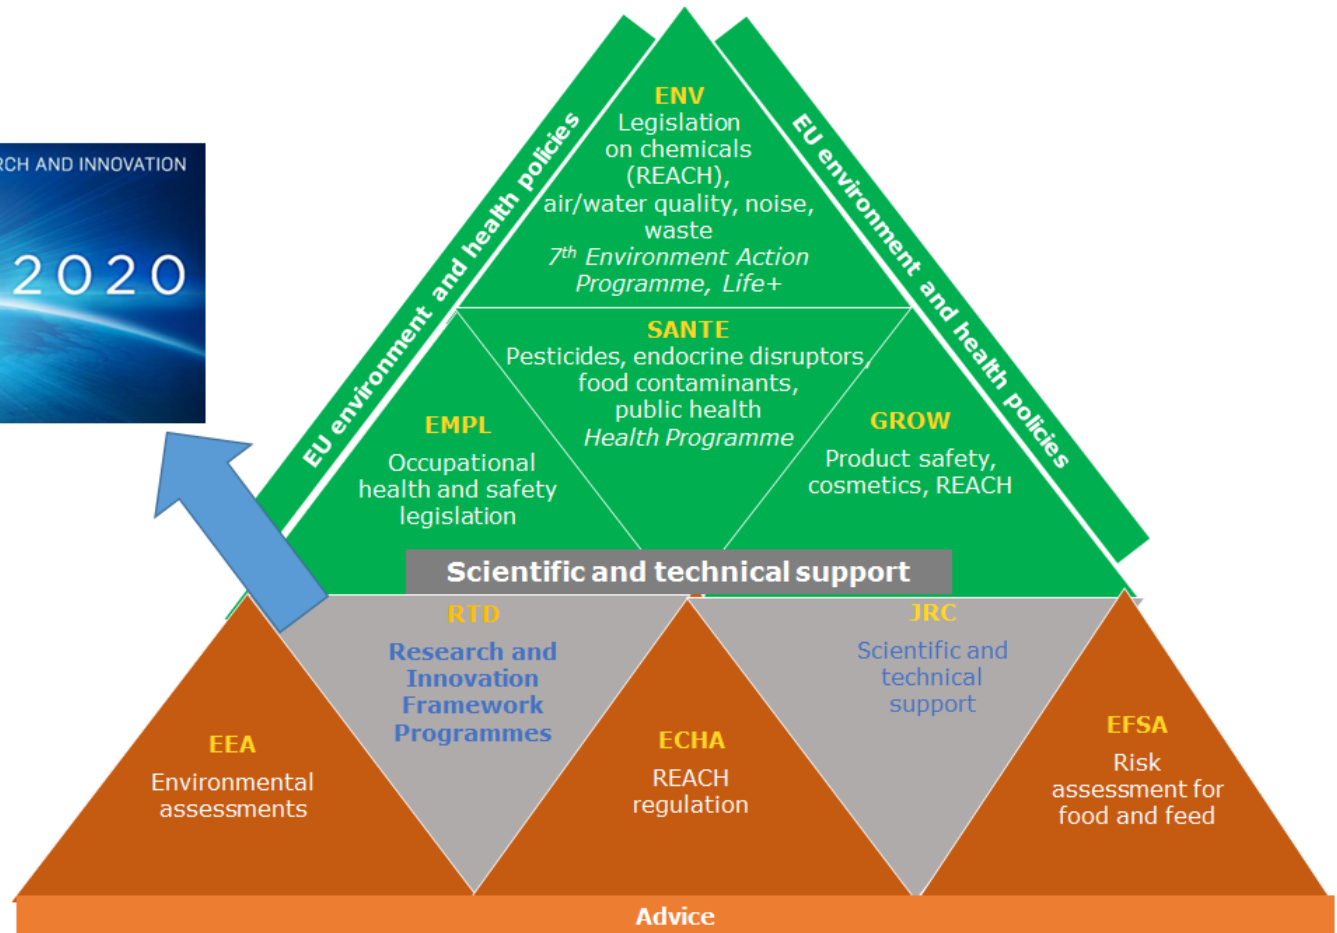 RCH AND INNOVATION
2020
EU environment and health policies
EU environment and health policies
ENV
Legislation
on chemicals
(REACH),
air/water quality, noise,
waste
7th Environment Action
Programme, Life+
SANTE
Pesticides, endocrine disruptors,
food contaminants,
public health
Health Programme
EMPL
Occupational
health and safety
legislation
GROW
Product safety,
cosmetics, REACH
Scientific and technical support
RTD
Research and
Innovation
Framework
Programmes
JRC
Scientific and
technical
support
EEA
Environmental
assessments
ECHA
REACH
regulation
EFSA
Risk
assessment for
food and feed
Advice